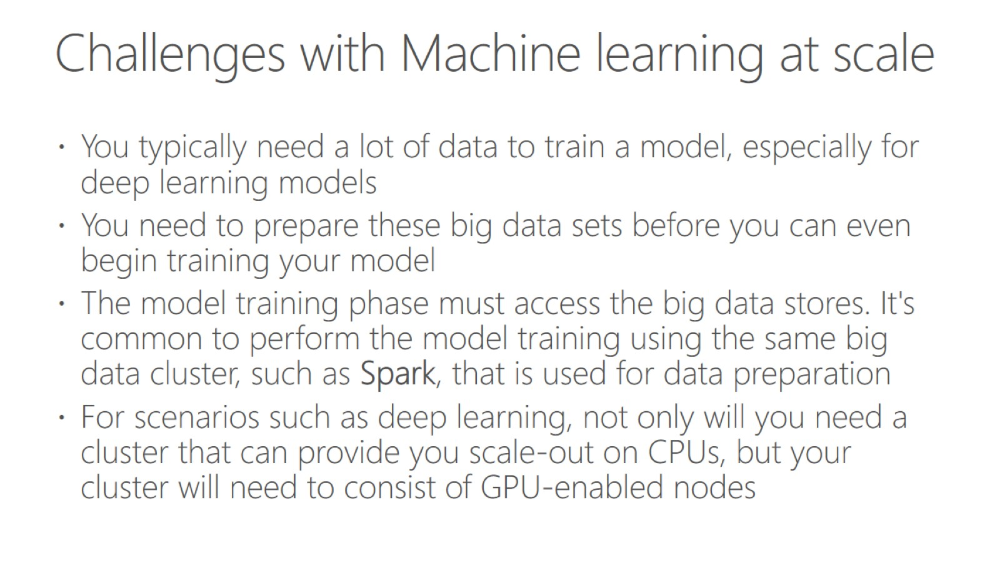 Challenges with Machine learning at scale
· You typically need a lot of data to train a model, especially for
deep learning models
· You need to prepare these big data sets before you can even
begin training your model
· The model training phase must access the big data stores. It's
common to perform the model training using the same big
data cluster, such as Spark, that is used for data preparation
· For scenarios such as deep learning, not only will you need a
cluster that can provide you scale-out on CPUs, but your
cluster will need to consist of GPU-enabled nodes